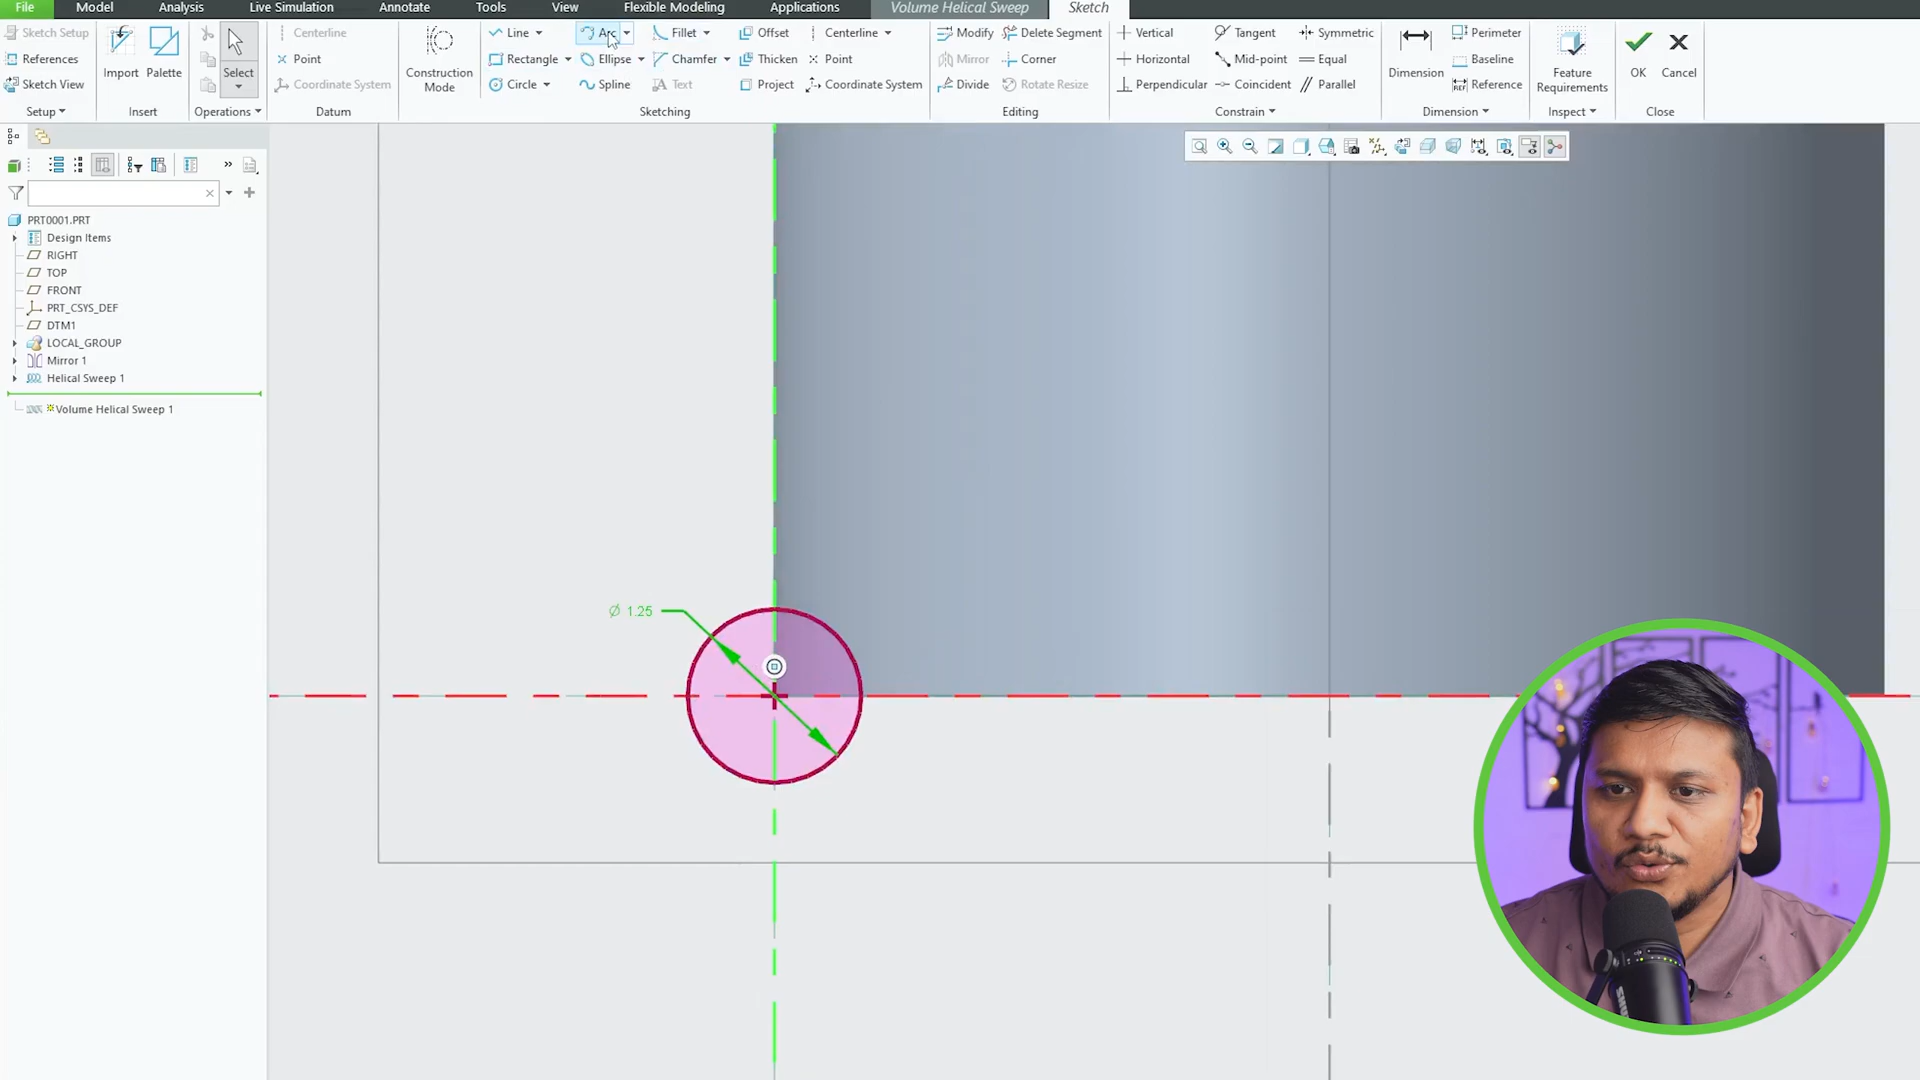 File Model Analysis Live Simulation Annotate Tools View Flexible Modeling Applications Volume Helical Sweep Sketch
Sketch Setup Centerline Line Arc Fillet Offset Centerline Modify Delete Segment Vertical Tangent Symmetric Perimeter
References Point Rectangle Ellipse Chamfer Thicken Point Mirror Corner Horizontal Mid-point Equal Baseline
Import Palette Select Construction Mode Dimension Feature Requirements OK Cancel
Sketch View Coordinate System Circle Spline Text Project Coordinate System Divide Rotate Resize Perpendicular Coincident Parallel Reference
Setup Insert Operations Datum Sketching Editing Constrain Dimension Inspect Close
PRT0001.PRT
Design Items
RIGHT
TOP
FRONT
PRT_CSYS_DEF
DTM1
LOCAL_GROUP
Mirror 1
Helical Sweep 1
Volume Helical Sweep 1
Ø 1.25